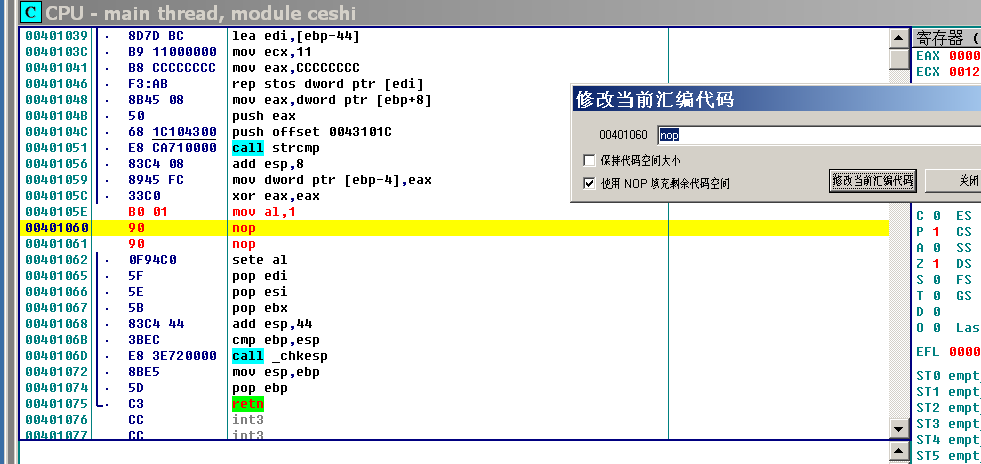 C CPU - main thread, module ceshi
00401039 . 8D7D BC lea edi,[ebp-44]
0040103C . B9 11000000 mov ecx,11
00401041 . B8 CCCCCCCC mov eax,CCCCCCCC
00401046 . F3:AB rep stos dword ptr [edi]
00401048 . 8B45 08 mov eax,dword ptr [ebp+8]
0040104B . 50 push eax
0040104C . 68 1C104300 push offset 0043101C
00401051 . E8 CA710000 call strcmp
00401056 . 83C4 08 add esp,8
00401059 . 8945 FC mov dword ptr [ebp-4],eax
0040105C . 33C0 xor eax,eax
0040105E B0 01 mov al,1
00401060 90 nop
00401061 90 nop
00401062 . 0F94C0 sete al
00401065 . 5F pop edi
00401066 . 5E pop esi
00401067 . 5B pop ebx
00401068 . 83C4 44 add esp,44
0040106B . 3BEC cmp ebp,esp
0040106D . E8 3E720000 call _chkesp
00401072 . 8BE5 mov esp,ebp
00401074 . 5D pop ebp
00401075 . C3 retn
00401076 CC int3
00401077 CC int3
修改当前汇编代码
00401060 nop
保持代码空间大小
使用 NOP 填充剩余代码空间
修改当前汇编代码 关闭
寄存器 (
EAX 0000
ECX 0012
C 0 ES
P 1 CS
A 0 SS
Z 1 DS
S 0 FS
T 0 GS
D 0
O 0 Las
EFL 0000
ST0 empt
ST1 empt
ST2 empt
ST3 empt
ST4 empt
ST5 empt